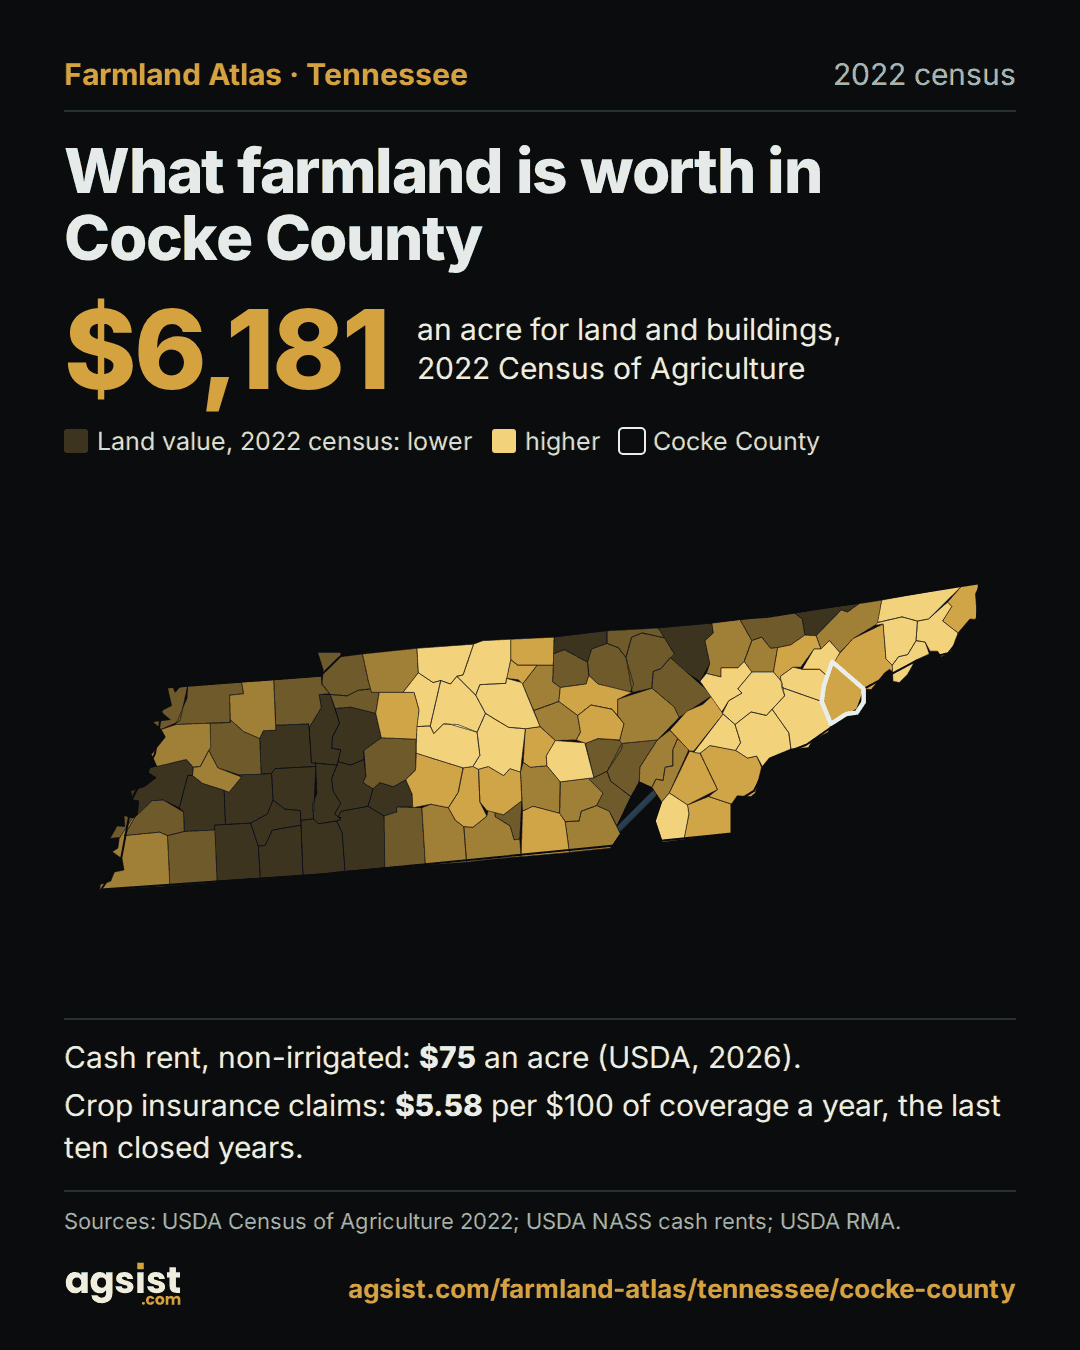 Farmland Atlas · Tennessee
2022 census
What farmland is worth in
Cocke County
$6,181
an acre for land and buildings,
2022 Census of Agriculture
Land value, 2022 census: lower
higher
Cocke County
Cash rent, non-irrigated: $75 an acre (USDA, 2026).
Crop insurance claims: $5.58 per $100 of coverage a year, the last
ten closed years.
Sources: USDA Census of Agriculture 2022; USDA NASS cash rents; USDA RMA.
agsist
.com
agsist.com/farmland-atlas/tennessee/cocke-county